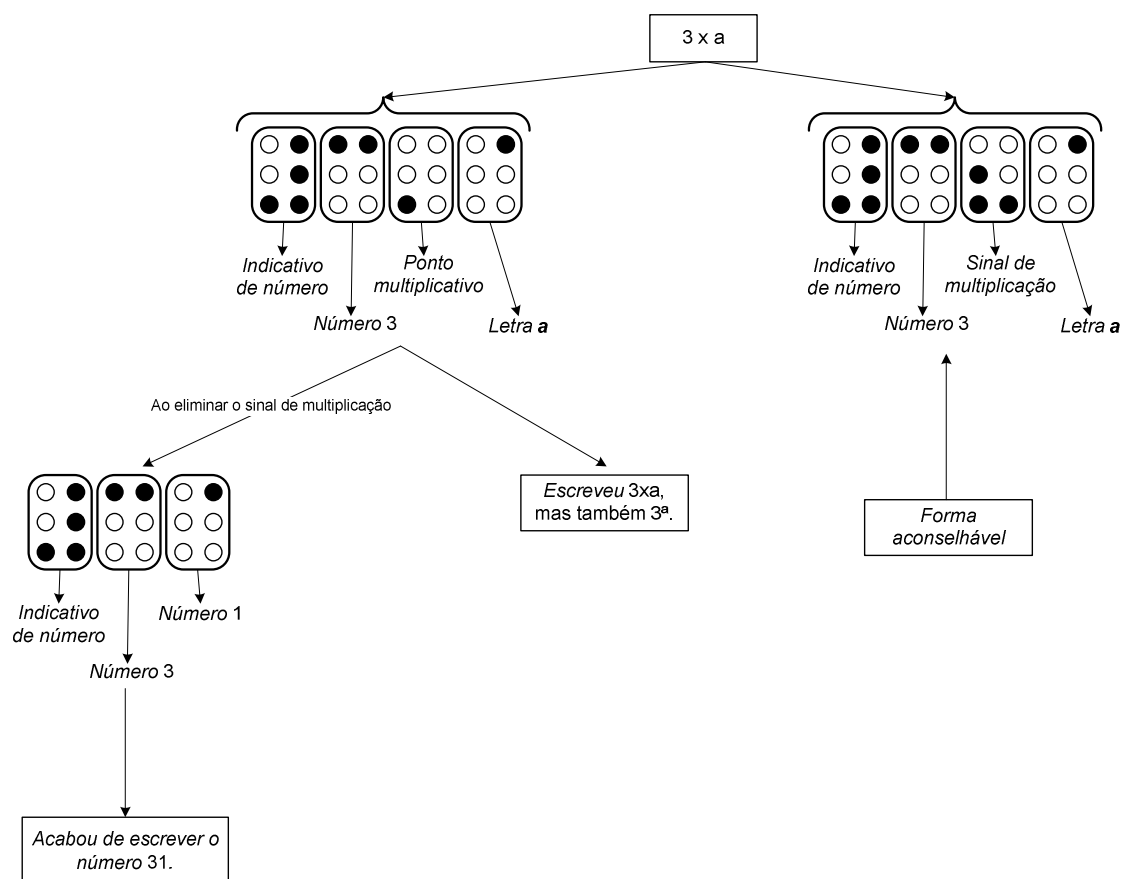 3 x a
Indicativo
de número
Número 3
Ponto
multiplicativo
Letra a
Indicativo
de número
Número 3
Sinal de
multiplicação
Letra a
Ao eliminar o sinal de multiplicação
Escreveu 3xa,
mas também 3ª.
Forma
aconselhável
Indicativo
de número
Número 3
Número 1
Acabou de escrever o
número 31.